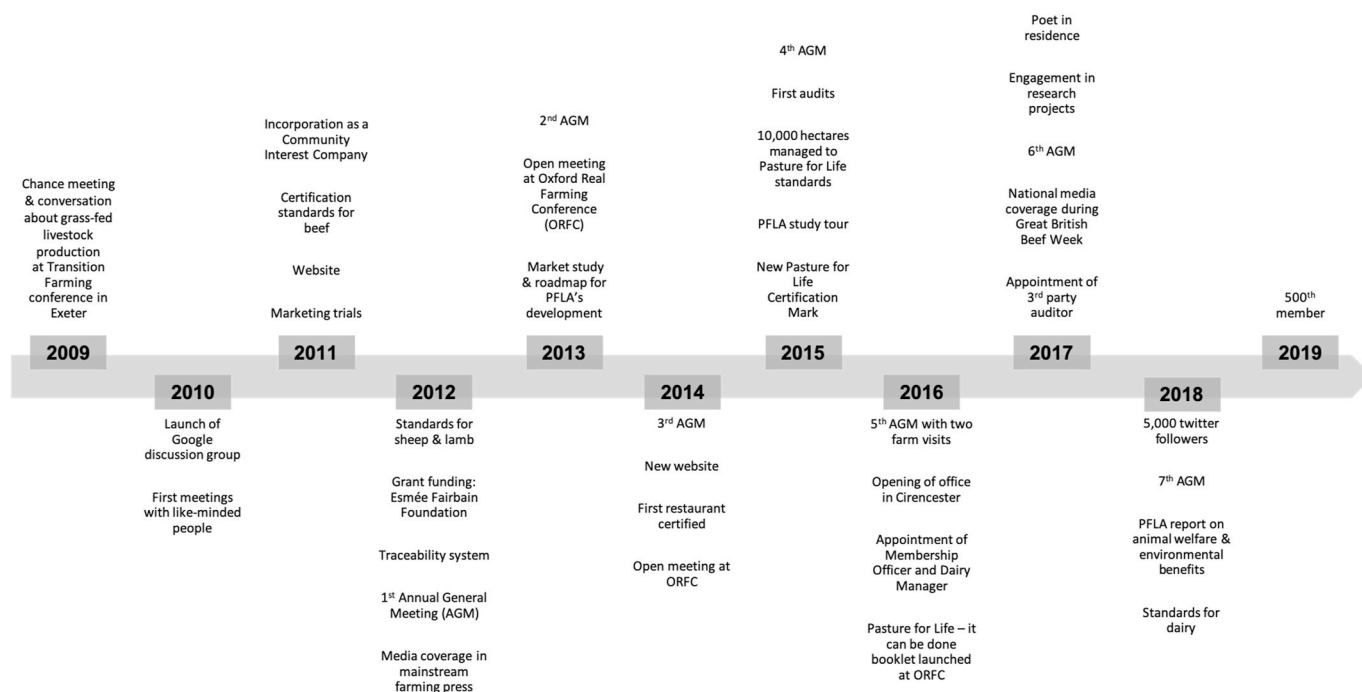 Chance meeting
& conversation
about grass-fed
livestock
production
at Transition
Farming
conference in
Exeter
2009
2010
Launch of
Google
discussion group
First meetings
with like-minded
people
Incorporation as a
Community
Interest Company
Certification
standards for
beef
Website
Marketing trials
2011
2012
Standards for
sheep & lamb
Grant funding:
Esmée Fairbain
Foundation
Traceability system
1st Annual General
Meeting (AGM)
Media coverage in
mainstream
farming press
2nd AGM
Open meeting
at Oxford Real
Farming
Conference
(ORFC)
Market study
& roadmap for
PFLA's
development
2013
2014
3rd AGM
New website
First restaurant
certified
Open meeting at
ORFC
4th AGM
First audits
10,000 hectares
managed to
Pasture for Life
standards
PFLA study tour
New Pasture for
Life
Certification
Mark
2015
2016
5th AGM with two
farm visits
Opening of office
in Cirencester
Appointment of
Membership
Officer and Dairy
Manager
Pasture for Life – it
can be done
booklet launched
at ORFC
Poet in
residence
Engagement in
research
projects
6th AGM
National media
coverage during
Great British
Beef Week
Appointment of
3rd party
auditor
2017
2018
5,000 twitter
followers
7th AGM
PFLA report on
animal welfare &
environmental
benefits
Standards for
dairy
500th
member
2019